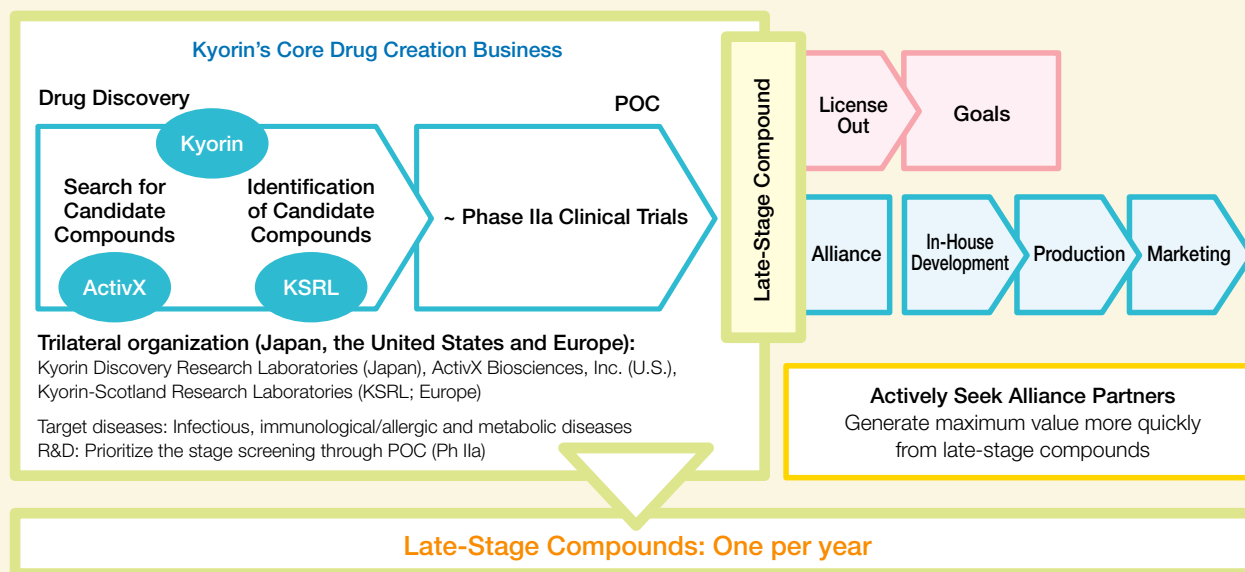 Kyorin’s Core Drug Creation Business
Drug Discovery
POC
Kyorin
Search for
Candidate
Compounds
Identification
of Candidate
Compounds
ActivX
KSRL
~ Phase IIa Clinical Trials
Late-Stage Compound
License
Out
Goals
Alliance
In-House
Development
Production
Marketing
Trilateral organization (Japan, the United States and Europe):
Kyorin Discovery Research Laboratories (Japan), ActivX Biosciences, Inc. (U.S.),
Kyorin-Scotland Research Laboratories (KSRL; Europe)
Target diseases: Infectious, immunological/allergic and metabolic diseases
R&D: Prioritize the stage screening through POC (Ph IIa)
Actively Seek Alliance Partners
Generate maximum value more quickly
from late-stage compounds
Late-Stage Compounds: One per year